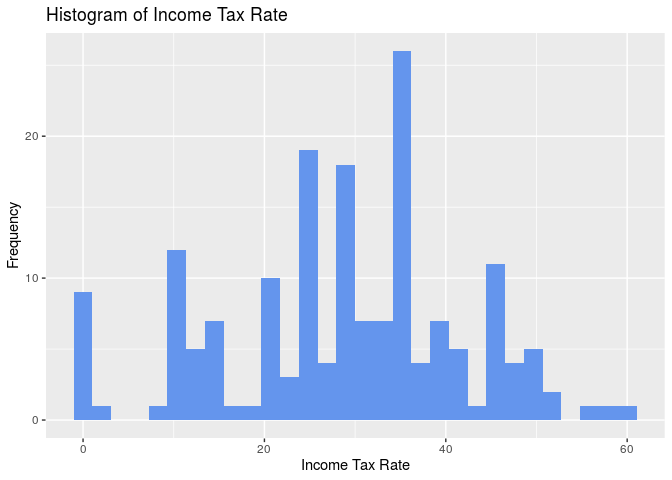 Histogram of Income Tax Rate
20
10
0
Frequency
0 20 40 60
Income Tax Rate